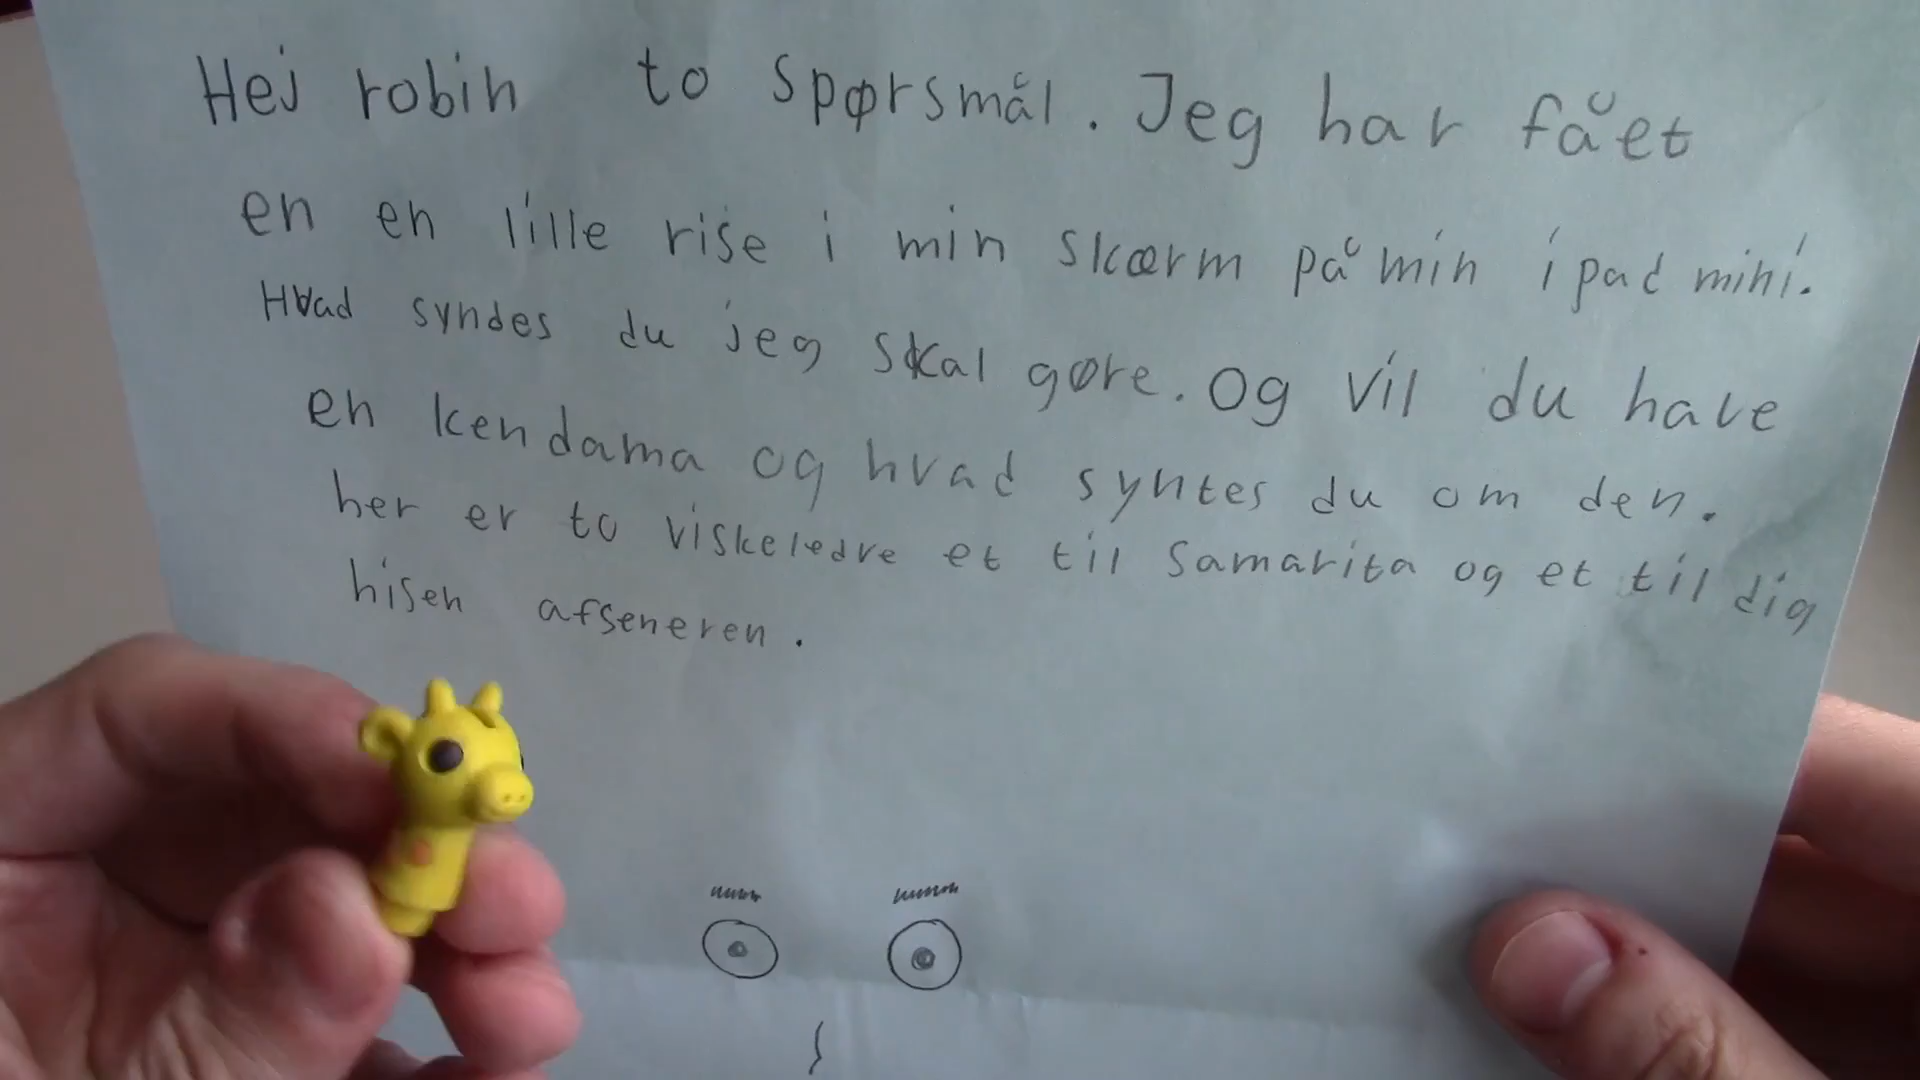 Hej robin to spørsmål. Jeg har fået
en en lille rise i min skærm på min ipad mini.
Hvad syndes du jeg skal gøre. Og vil du have
en kendama og hvad syntes du om den.
her er to viskeledre et til Samarita og et til dig
hisen afseneren.